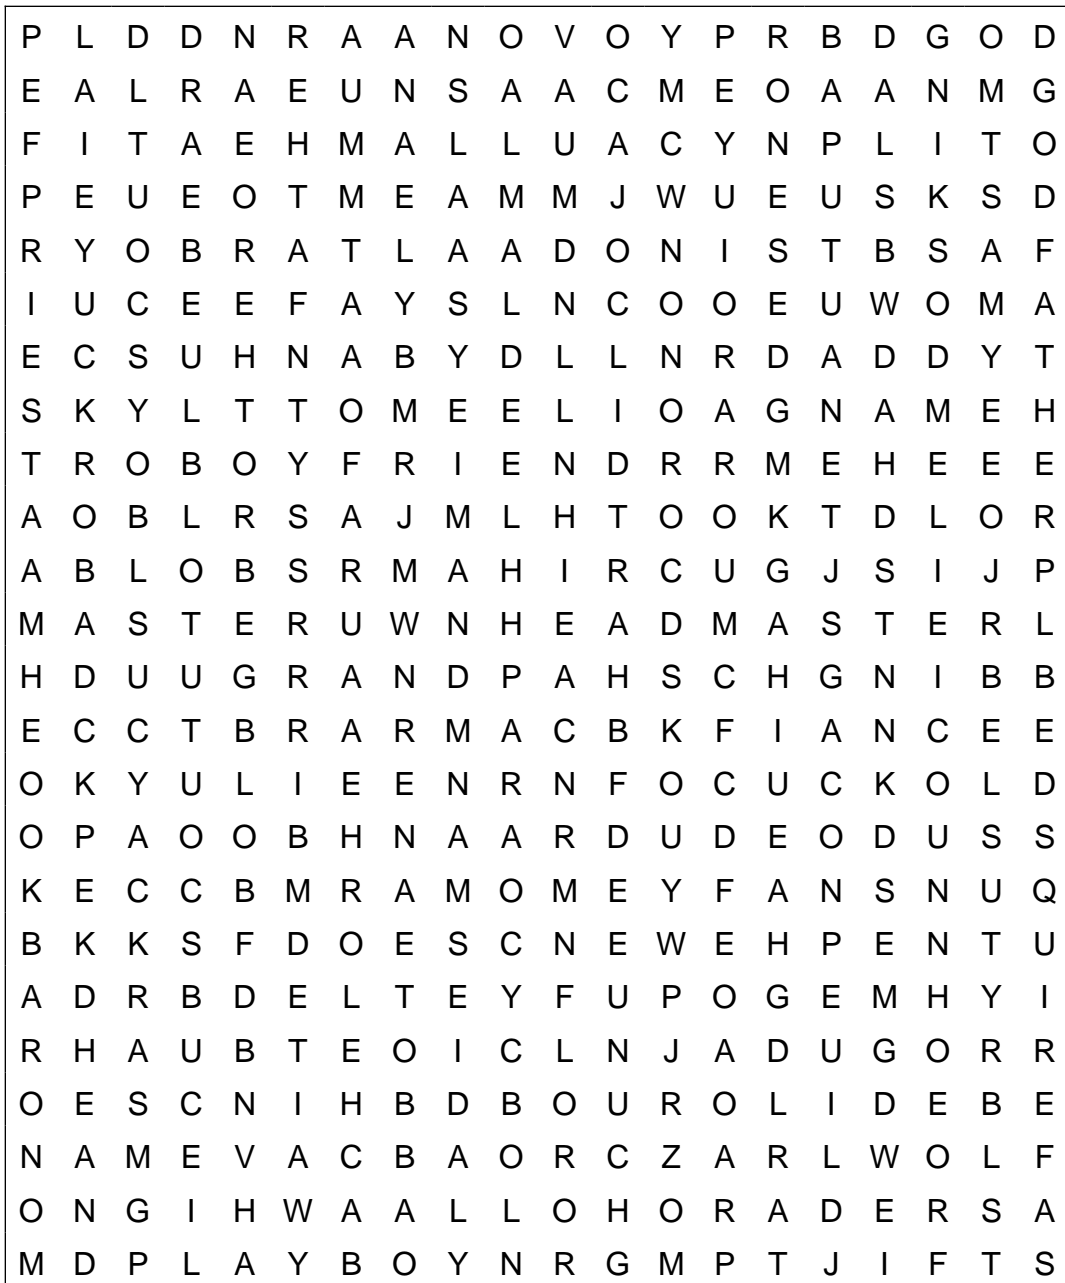 P L D D N R A A N O V O Y P R B D G O D
E A L R A E U N S A A C M E O A A N M G
F I T A E H M A L L U A C Y N P L I T O
P E U E O T M E A M M J W U E U S K S D
R Y O B R A T L A A D O N I S T B S A F
I U C E E F A Y S L N C O O E U W O M A
E C S U H N A B Y D L L N R D A D D Y T
S K Y L T T O M E E L I O A G N A M E H
T R O B O Y F R I E N D R R M E H E E E
A O B L R S A J M L H T O O K T D L O R
A B L O B S R M A H I R C U G J S I J P
M A S T E R U W N H E A D M A S T E R L
H D U U G R A N D P A H S C H G N I B B
E C C T B R A R M A C B K F I A N C E E
O K Y U L I E E N R N F O C U C K O L D
O P A O O B H N A A R D U D E O D U S S
K E C C B M R A M O M E Y F A N S N U Q
B K K S F D O E S C N E W E H P E N T U
A D R B D E L T E Y F U P O G E M H Y I
R H A U B T E O I C L N J A D U G O R R
O E S C N I H B D B O U R O L I D E B E
N A M E V A C B A O R C Z A R L W O L F
O N G I H W A A L L O H O R A D E R S A
M D P L A Y B O Y N R G M P T J I F T S